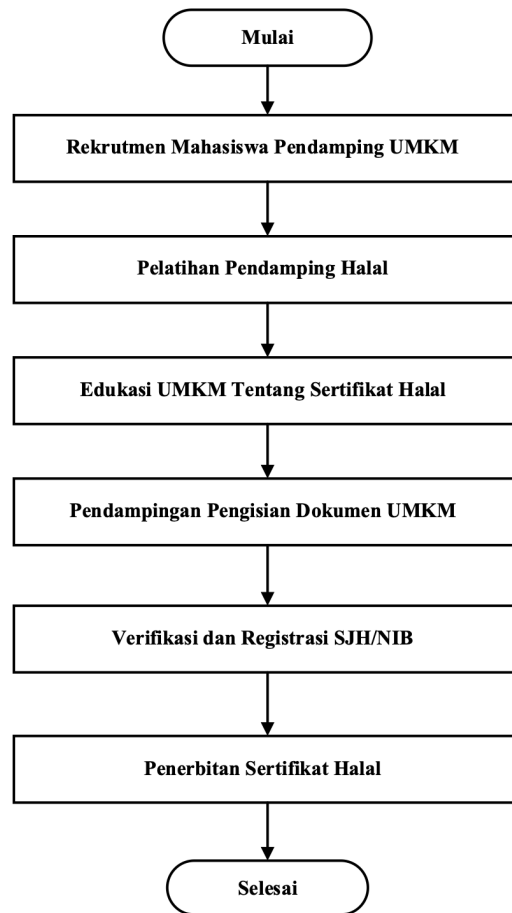 Mulai
Rekrutmen Mahasiswa Pendamping UMKM
Pelatihan Pendamping Halal
Edukasi UMKM Tentang Sertifikat Halal
Pendampingan Pengisian Dokumen UMKM
Verifikasi dan Registrasi SJH/NIB
Penerbitan Sertifikat Halal
Selesai